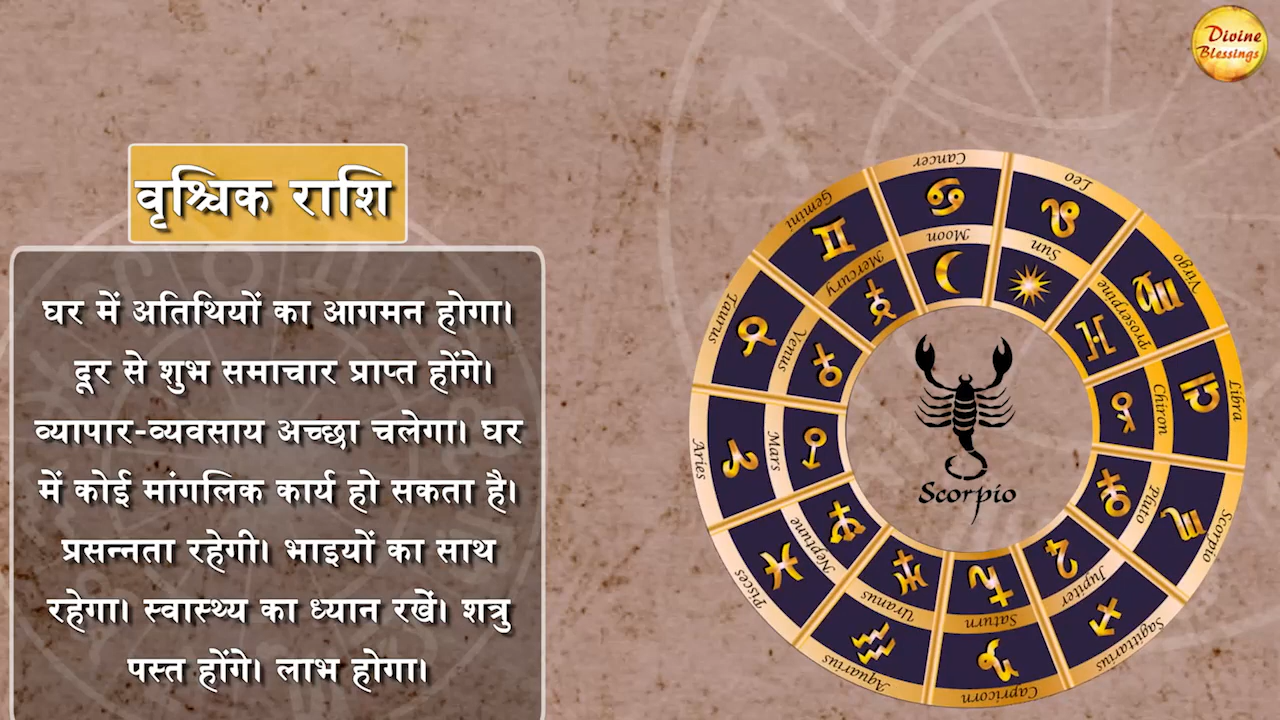 Divine
Blessings
वृश्चिक राशि
घर में अतिथियों का आगमन होगा।
दूर से शुभ समाचार प्राप्त होंगे।
व्यापार-व्यवसाय अच्छा चलेगा। घर
में कोई मांगलिक कार्य हो सकता है।
प्रसन्नता रहेगी। भाइयों का साथ
रहेगा। स्वास्थ्य का ध्यान रखें। शत्रु
पस्त होंगे। लाभ होगा।
Cancer
Leo
Virgo
Libra
Scorpio
Sagittarius
Capricorn
Aquarius
Pisces
Aries
Taurus
Gemini
Moon
Sun
Proserpine
Chiron
Pluto
Jupiter
Saturn
Uranus
Neptune
Mars
Venus
Mercury
Scorpio